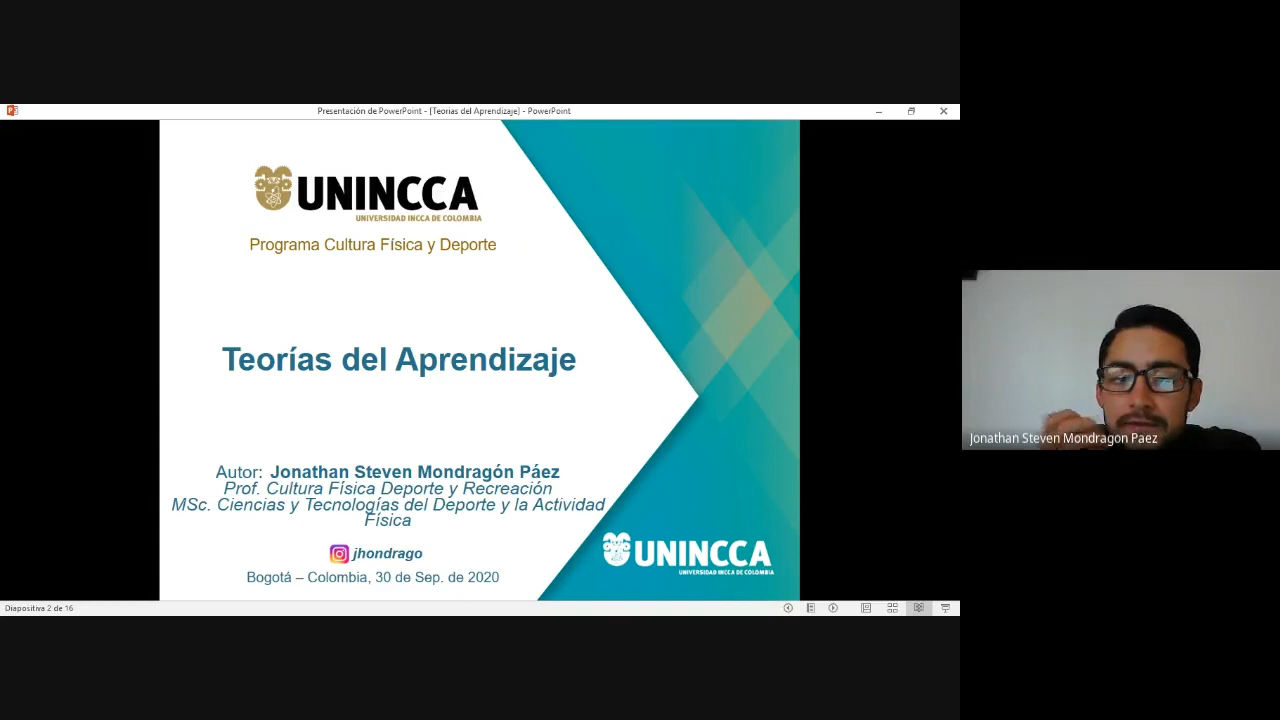 Presentación de PowerPoint - [Teorias del Aprendizaje] - PowerPoint
UNINCCA
UNIVERSIDAD INCCA DE COLOMBIA
Programa Cultura Física y Deporte
Teorías del Aprendizaje
Autor: Jonathan Steven Mondragón Páez
Prof. Cultura Física Deporte y Recreación
MSc. Ciencias y Tecnologías del Deporte y la Actividad
Física
jhondrago
Bogotá – Colombia, 30 de Sep. de 2020
UNINCCA
UNIVERSIDAD INCCA DE COLOMBIA
Diapositiva 2 de 16
Jonathan Steven Mondragon Paez